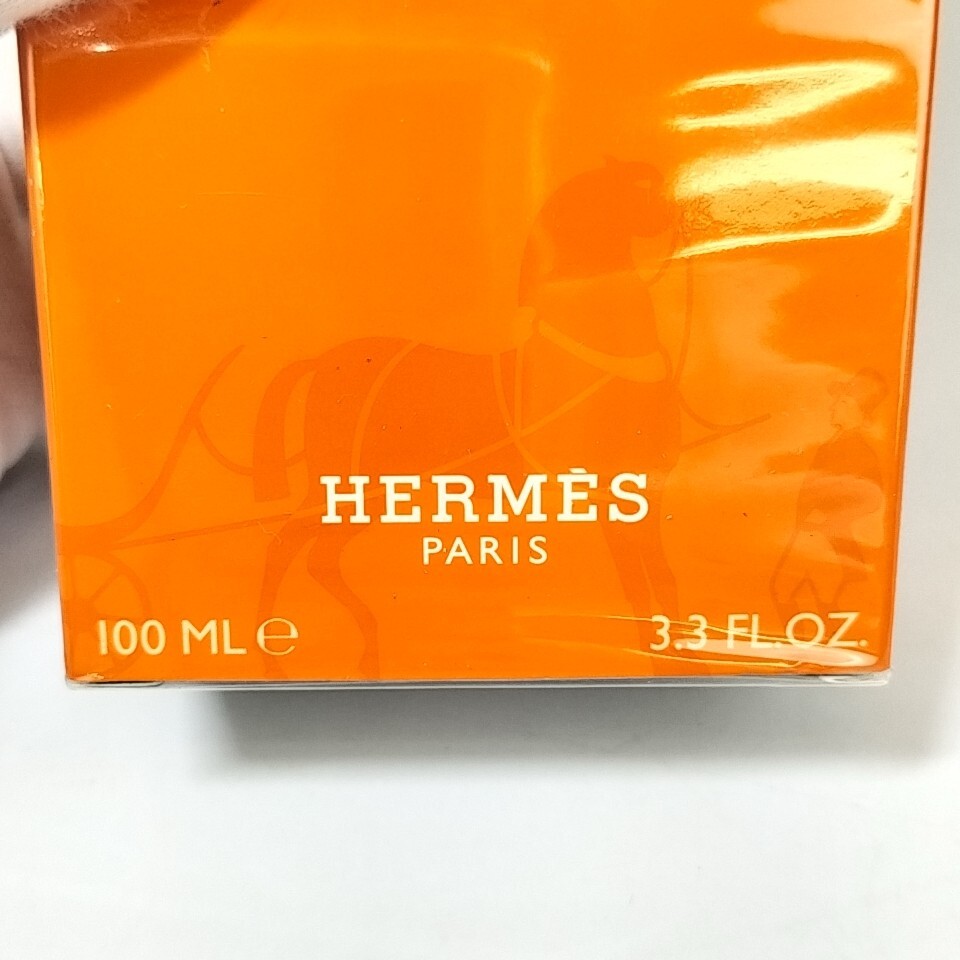 HERMÈS
PARIS
100 ML ℮
3.3 FL.OZ.